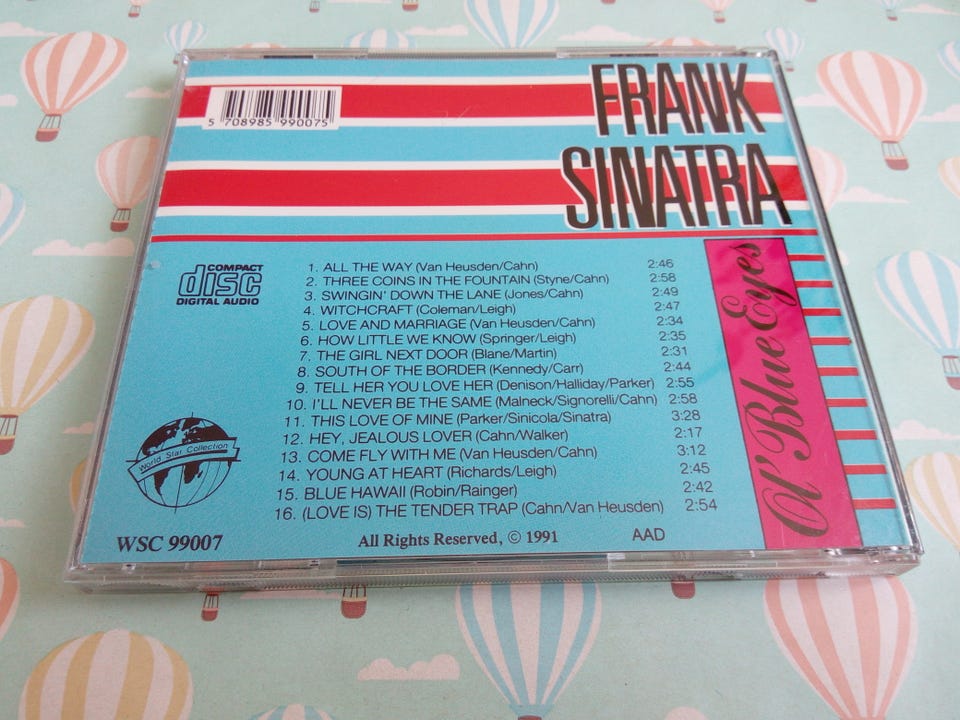 5 708985 990075
FRANK
SINATRA
COMPACT
disc
DIGITAL AUDIO
1. ALL THE WAY (Van Heusden/Cahn) 2:46
2. THREE COINS IN THE FOUNTAIN (Styne/Cahn) 2:58
3. SWINGIN' DOWN THE LANE (Jones/Cahn) 2:49
4. WITCHCRAFT (Coleman/Leigh) 2:47
5. LOVE AND MARRIAGE (Van Heusden/Cahn) 2:34
6. HOW LITTLE WE KNOW (Springer/Leigh) 2:35
7. THE GIRL NEXT DOOR (Blane/Martin) 2:31
8. SOUTH OF THE BORDER (Kennedy/Carr) 2:44
9. TELL HER YOU LOVE HER (Denison/Halliday/Parker) 2:55
10. I'LL NEVER BE THE SAME (Malneck/Signorelli/Cahn) 2:58
11. THIS LOVE OF MINE (Parker/Sinicola/Sinatra) 3:28
12. HEY, JEALOUS LOVER (Cahn/Walker) 2:17
13. COME FLY WITH ME (Van Heusden/Cahn) 3:12
14. YOUNG AT HEART (Richards/Leigh) 2:45
15. BLUE HAWAII (Robin/Rainger) 2:42
16. (LOVE IS) THE TENDER TRAP (Cahn/Van Heusden) 2:54
Ol' Blue Eyes
World Star Collection
WSC 99007
All Rights Reserved, © 1991
AAD